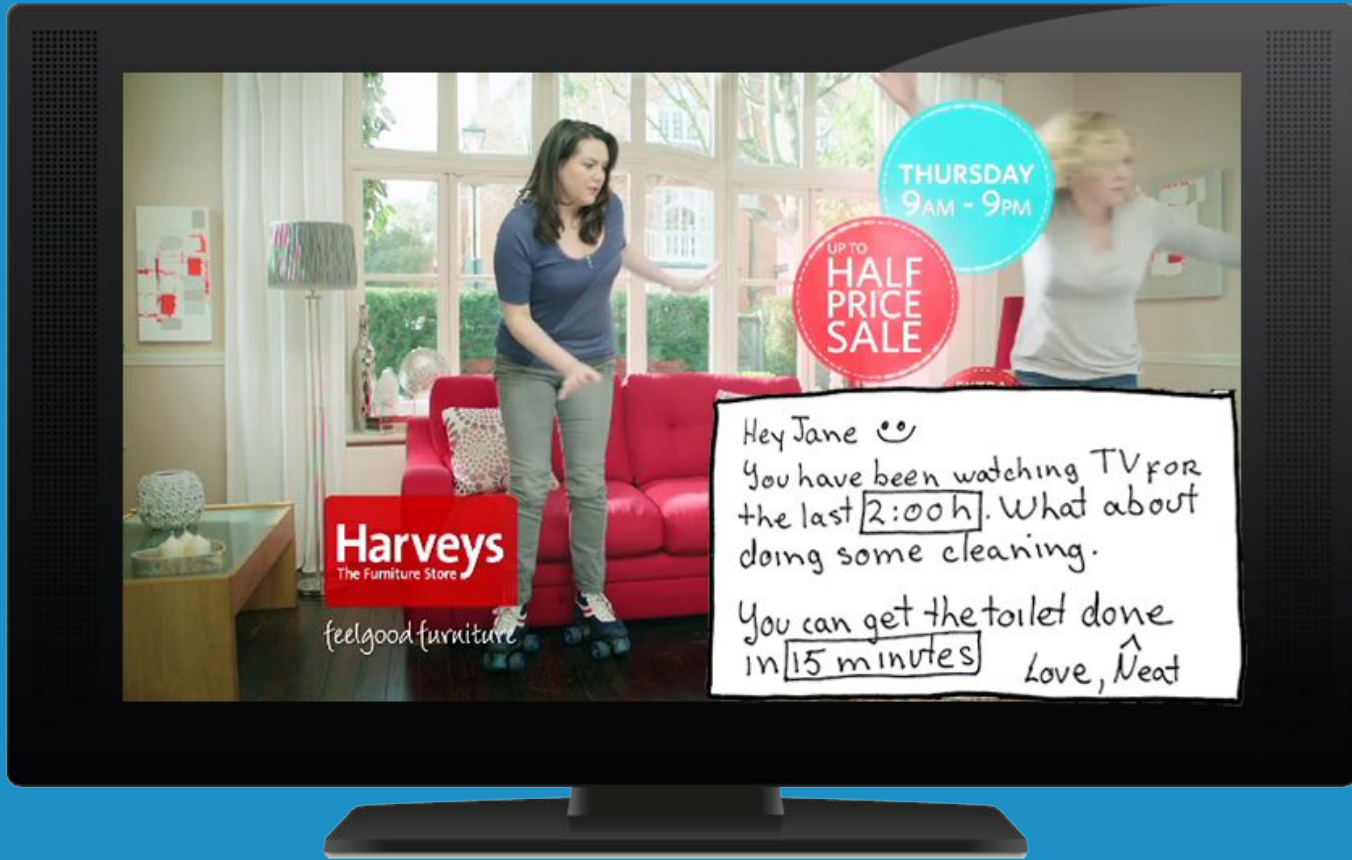 THURSDAY
9AM - 9PM
UP TO
HALF
PRICE
SALE
EXTRA
Harveys
The Furniture Store
feelgood furniture
Hey Jane
You have been watching TV FOR
the last 2:00 h. What about
doing some cleaning.
You can get the toilet done
in 15 minutes
Love, Neat